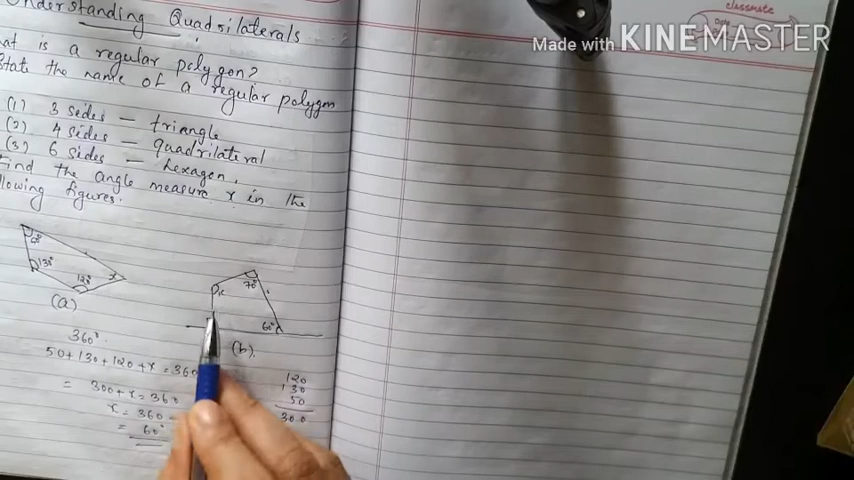 Understanding Quadrilaterals
What is a regular polygon?
State the name of a regular polygon
(1) 3 sides — triangle
(2) 4 sides — quadrilateral
(3) 6 sides — hexagon.
Find the angle measure x in the
following figures.
130° 120° x
(a)
x 70° 60°
(b).
360°
50+130+120+x = 360
= 300+x = 360
x = 360
= 60°
120
130
50
300
classmate
Date
Made with KINEMASTER